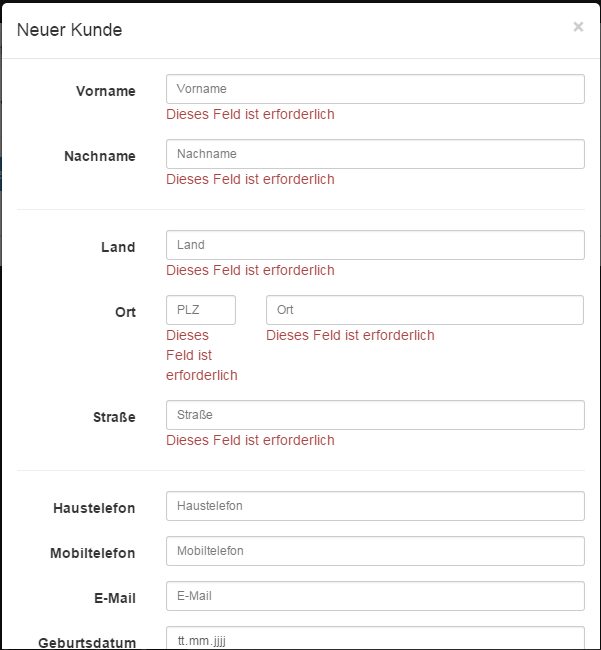 Neuer Kunde ×
Vorname Vorname
Dieses Feld ist erforderlich
Nachname Nachname
Dieses Feld ist erforderlich
Land Land
Dieses Feld ist erforderlich
Ort PLZ Ort
Dieses Feld ist erforderlich
Dieses
Feld ist
erforderlich
Straße Straße
Dieses Feld ist erforderlich
Haustelefon Haustelefon
Mobiltelefon Mobiltelefon
E-Mail E-Mail
Geburtsdatum tt.mm.jjjj